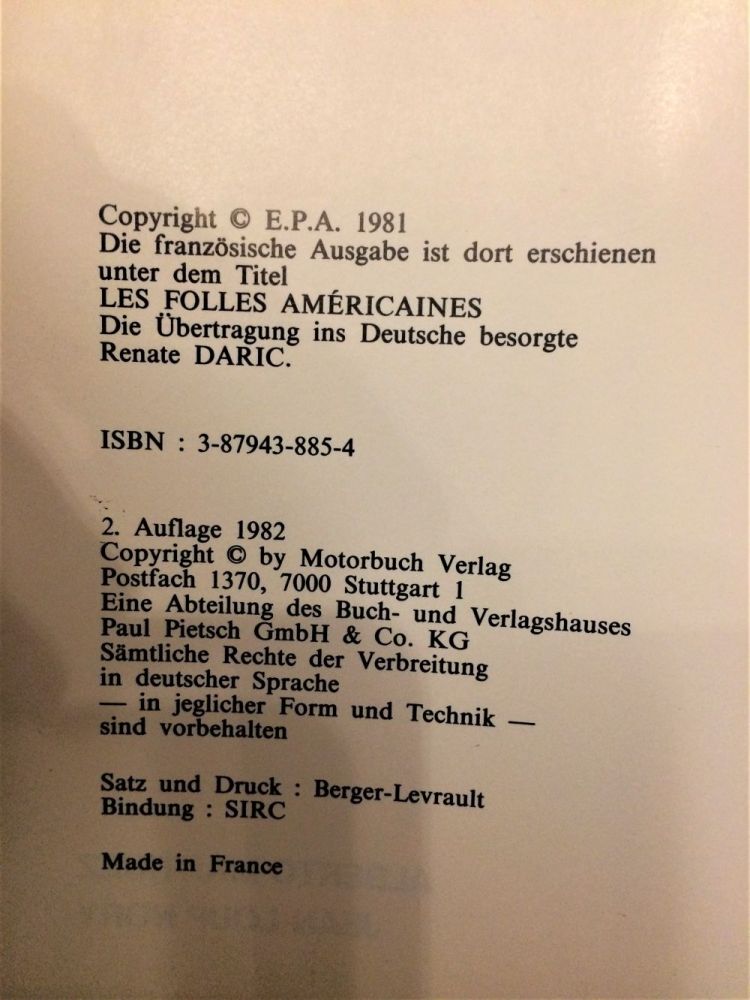 Copyright © E.P.A. 1981
Die französische Ausgabe ist dort erschienen
unter dem Titel
LES FOLLES AMÉRICAINES
Die Übertragung ins Deutsche besorgte
Renate DARIC.
ISBN : 3-87943-885-4
2. Auflage 1982
Copyright © by Motorbuch Verlag
Postfach 1370, 7000 Stuttgart 1
Eine Abteilung des Buch- und Verlagshauses
Paul Pietsch GmbH & Co. KG
Sämtliche Rechte der Verbreitung
in deutscher Sprache
— in jeglicher Form und Technik —
sind vorbehalten
Satz und Druck : Berger-Levrault
Bindung : SIRC
Made in France